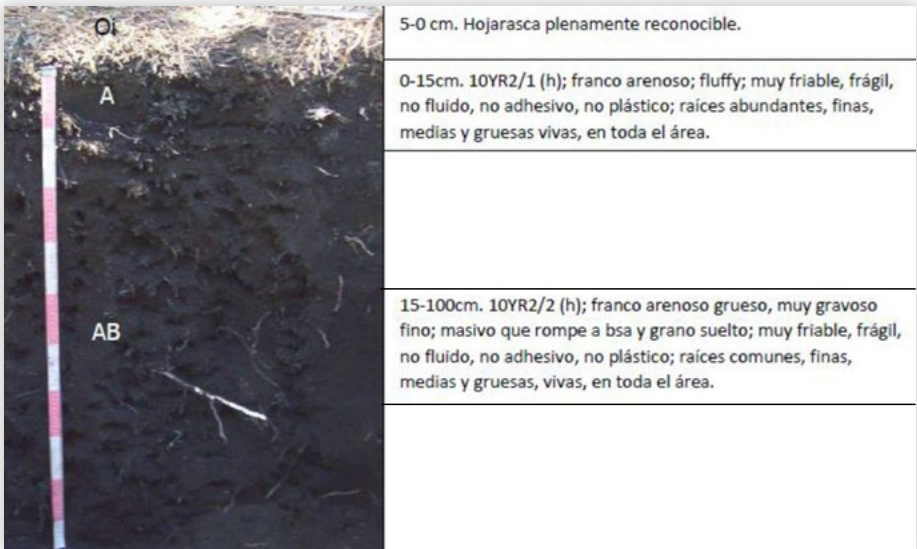 Oi
5-0 cm. Hojarasca plenamente reconocible.
A
0-15cm. 10YR2/1 (h); franco arenoso; fluffy; muy friable, frágil,
no fluido, no adhesivo, no plástico; raíces abundantes, finas,
medias y gruesas vivas, en toda el área.
AB
15-100cm. 10YR2/2 (h); franco arenoso grueso, muy gravoso
fino; masivo que rompe a bsa y grano suelto; muy friable, frágil,
no fluido, no adhesivo, no plástico; raíces comunes, finas,
medias y gruesas, vivas, en toda el área.